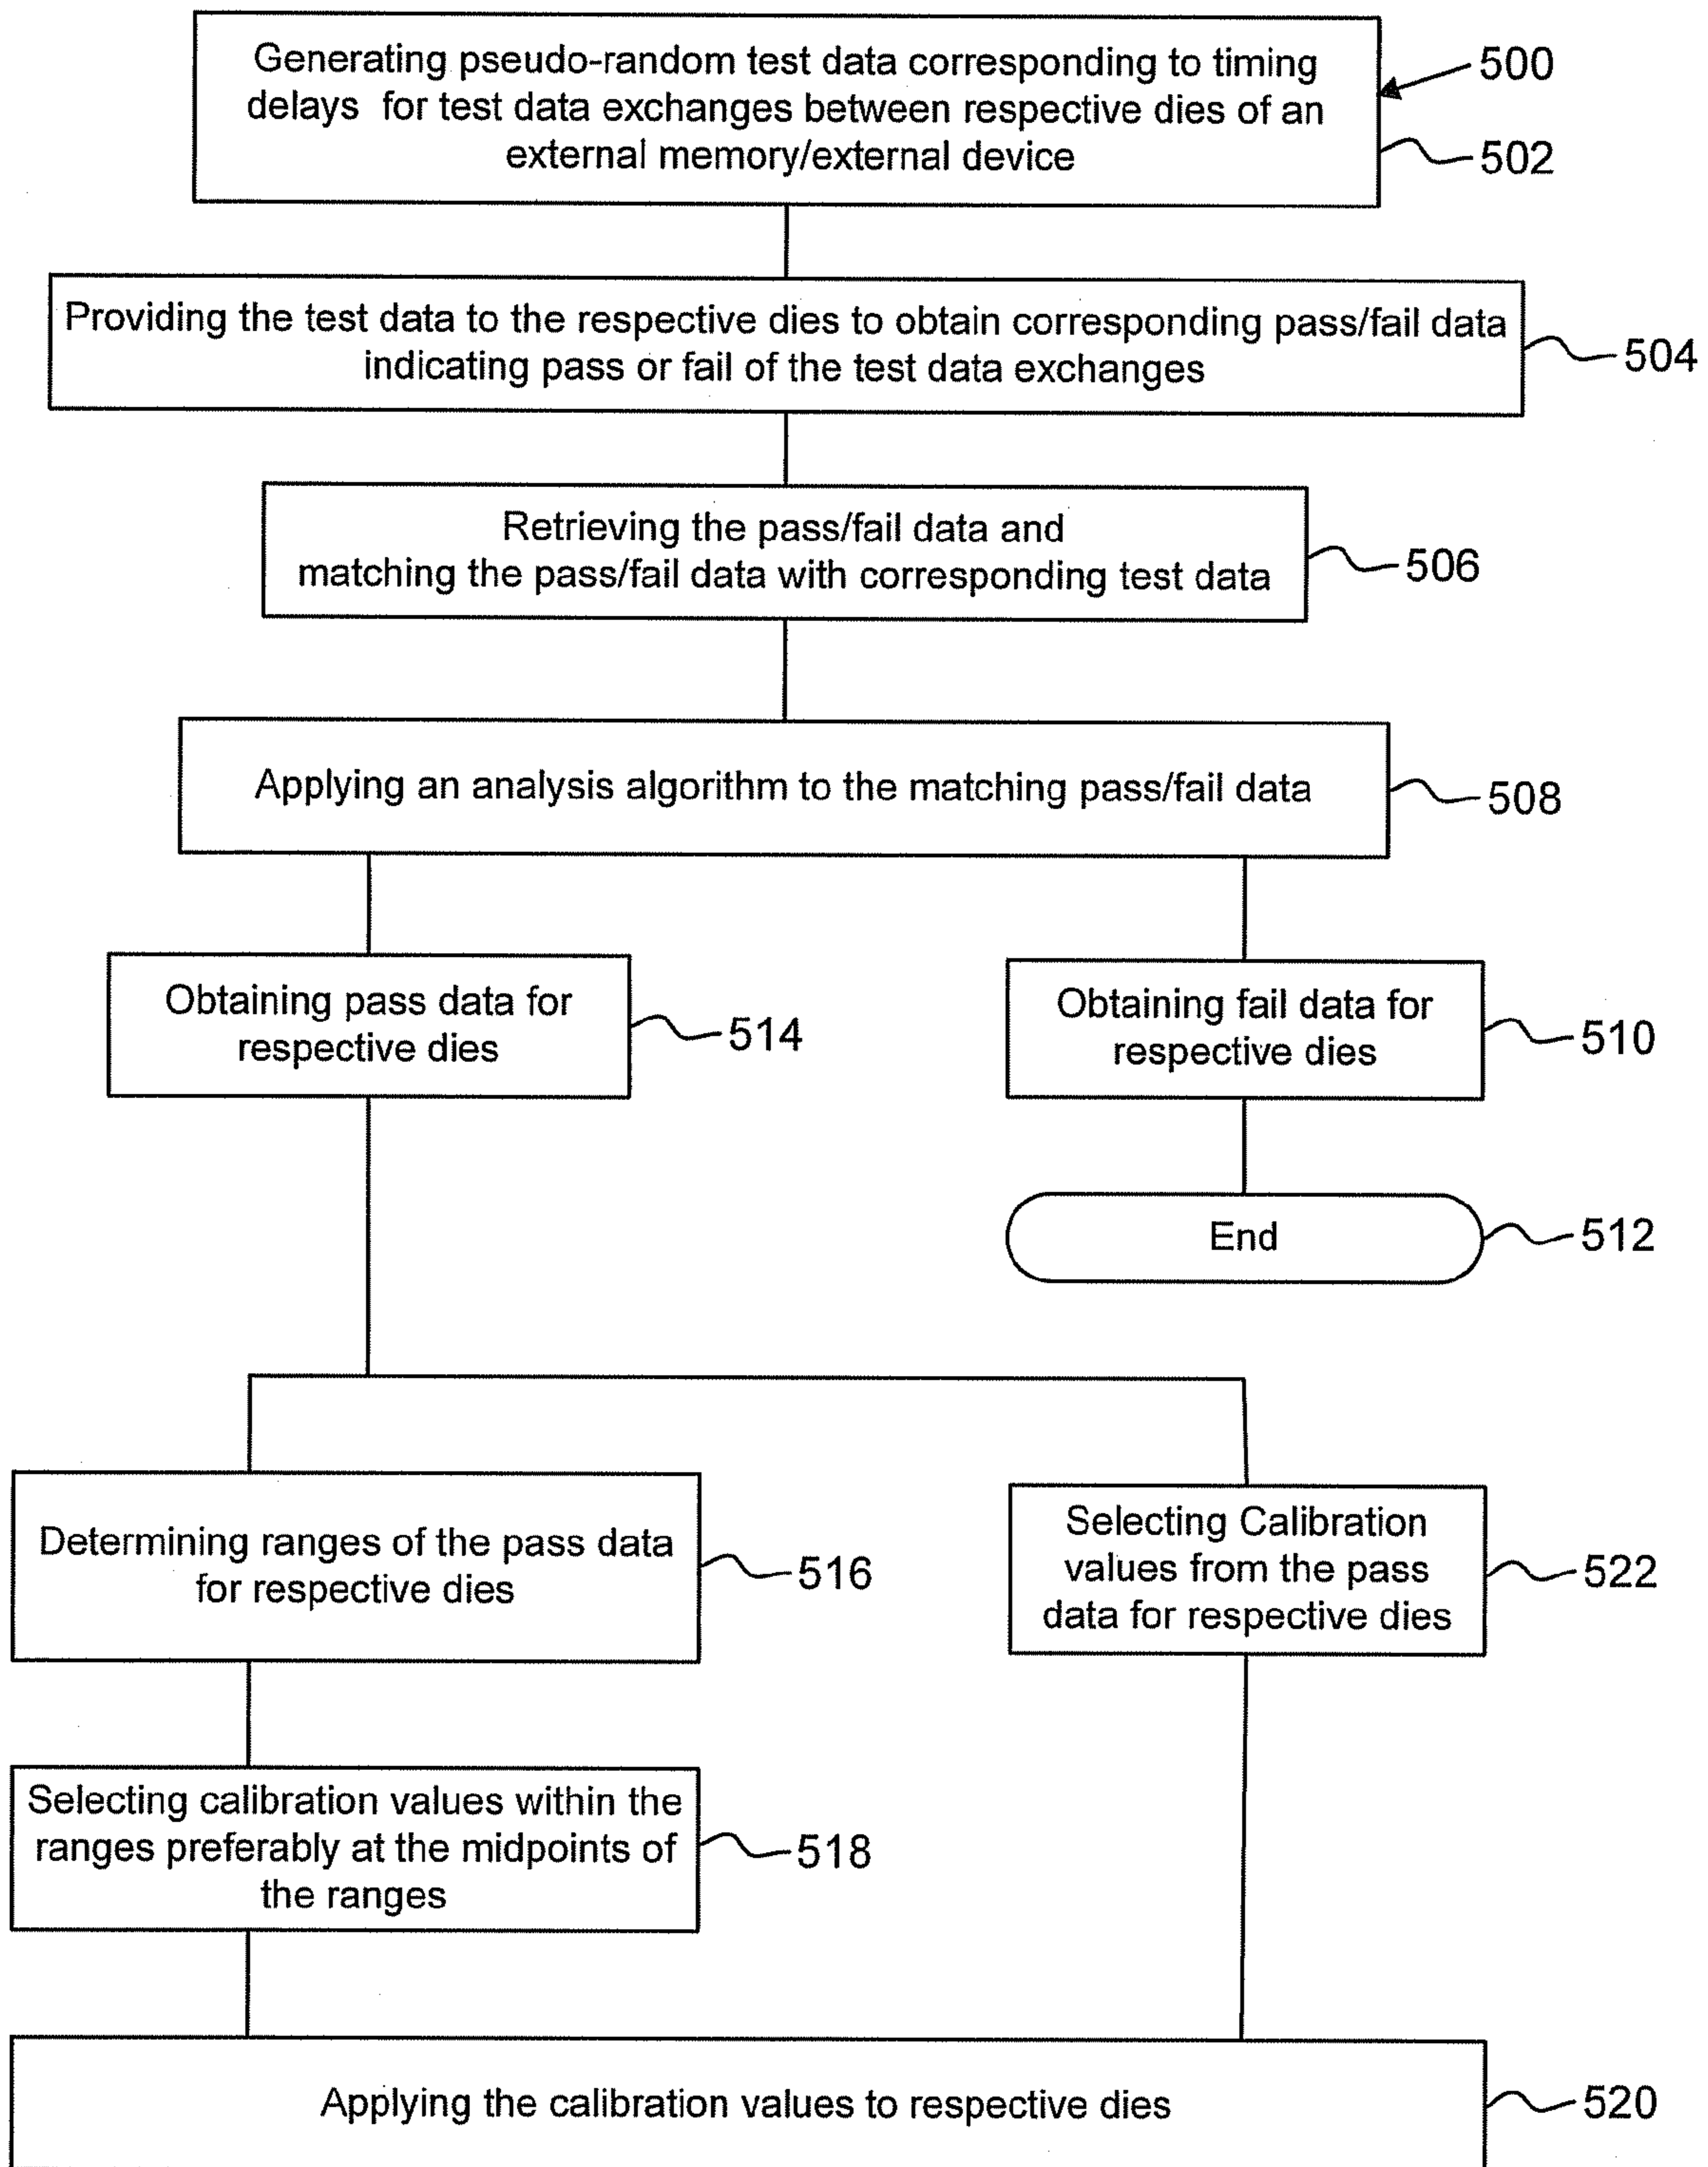 Generating pseudo-random test data corresponding to timing
delays for test data exchanges between respective dies of an
external memory/external device
500
502
Providing the test data to the respective dies to obtain corresponding pass/fail data
indicating pass or fail of the test data exchanges
504
Retrieving the pass/fail data and
matching the pass/fail data with corresponding test data
506
Applying an analysis algorithm to the matching pass/fail data
508
Obtaining pass data for
respective dies
514
Obtaining fail data for
respective dies
510
End
512
Determining ranges of the pass data
for respective dies
516
Selecting Calibration
values from the pass
data for respective dies
522
Selecting calibration values within the
ranges preferably at the midpoints of
the ranges
518
Applying the calibration values to respective dies
520